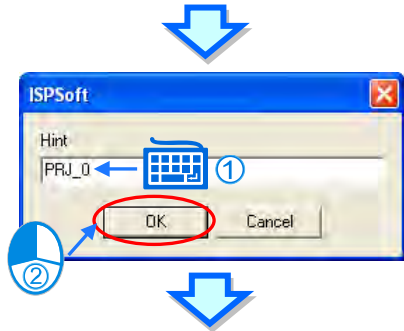 ISPSoft
Hint
PRJ_0 ①
OK Cancel
②